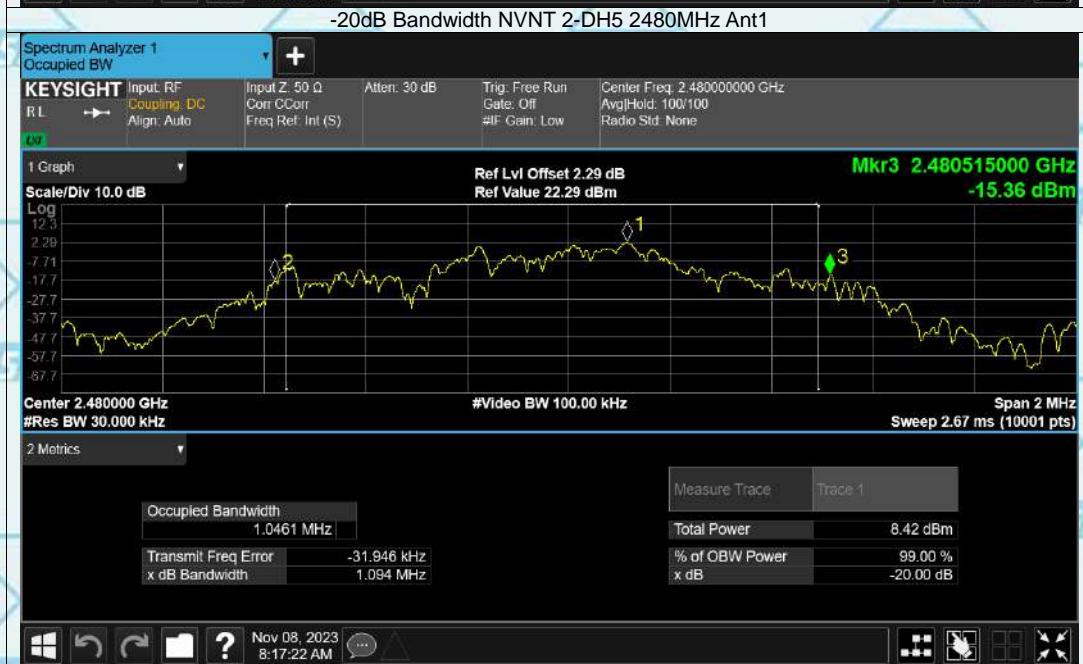 -20dB Bandwidth NVNT 2-DH5 2480MHz Ant1
Spectrum Analyzer 1
Occupied BW
+
KEYSIGHT Input: RF
R L
Coupling: DC
Align: Auto
LXI
Input Z: 50 Ω
Corr CCorr
Freq Ref: Int (S)
Atten: 30 dB
Trig: Free Run
Gate: Off
#IF Gain: Low
Center Freq: 2.480000000 GHz
Avg|Hold: 100/100
Radio Std: None
1 Graph
Scale/Div 10.0 dB
Ref Lvl Offset 2.29 dB
Ref Value 22.29 dBm
Mkr3 2.480515000 GHz
-15.36 dBm
Log
12.3
2.29
-7.71
-17.7
-27.7
-37.7
-47.7
-57.7
-67.7
1
2
3
Center 2.480000 GHz
#Res BW 30.000 kHz
#Video BW 100.00 kHz
Span 2 MHz
Sweep 2.67 ms (10001 pts)
2 Metrics
Measure Trace Trace 1
Occupied Bandwidth
1.0461 MHz
Total Power 8.42 dBm
Transmit Freq Error -31.946 kHz
% of OBW Power 99.00 %
x dB Bandwidth 1.094 MHz
x dB -20.00 dB
?
Nov 08, 2023
8:17:22 AM